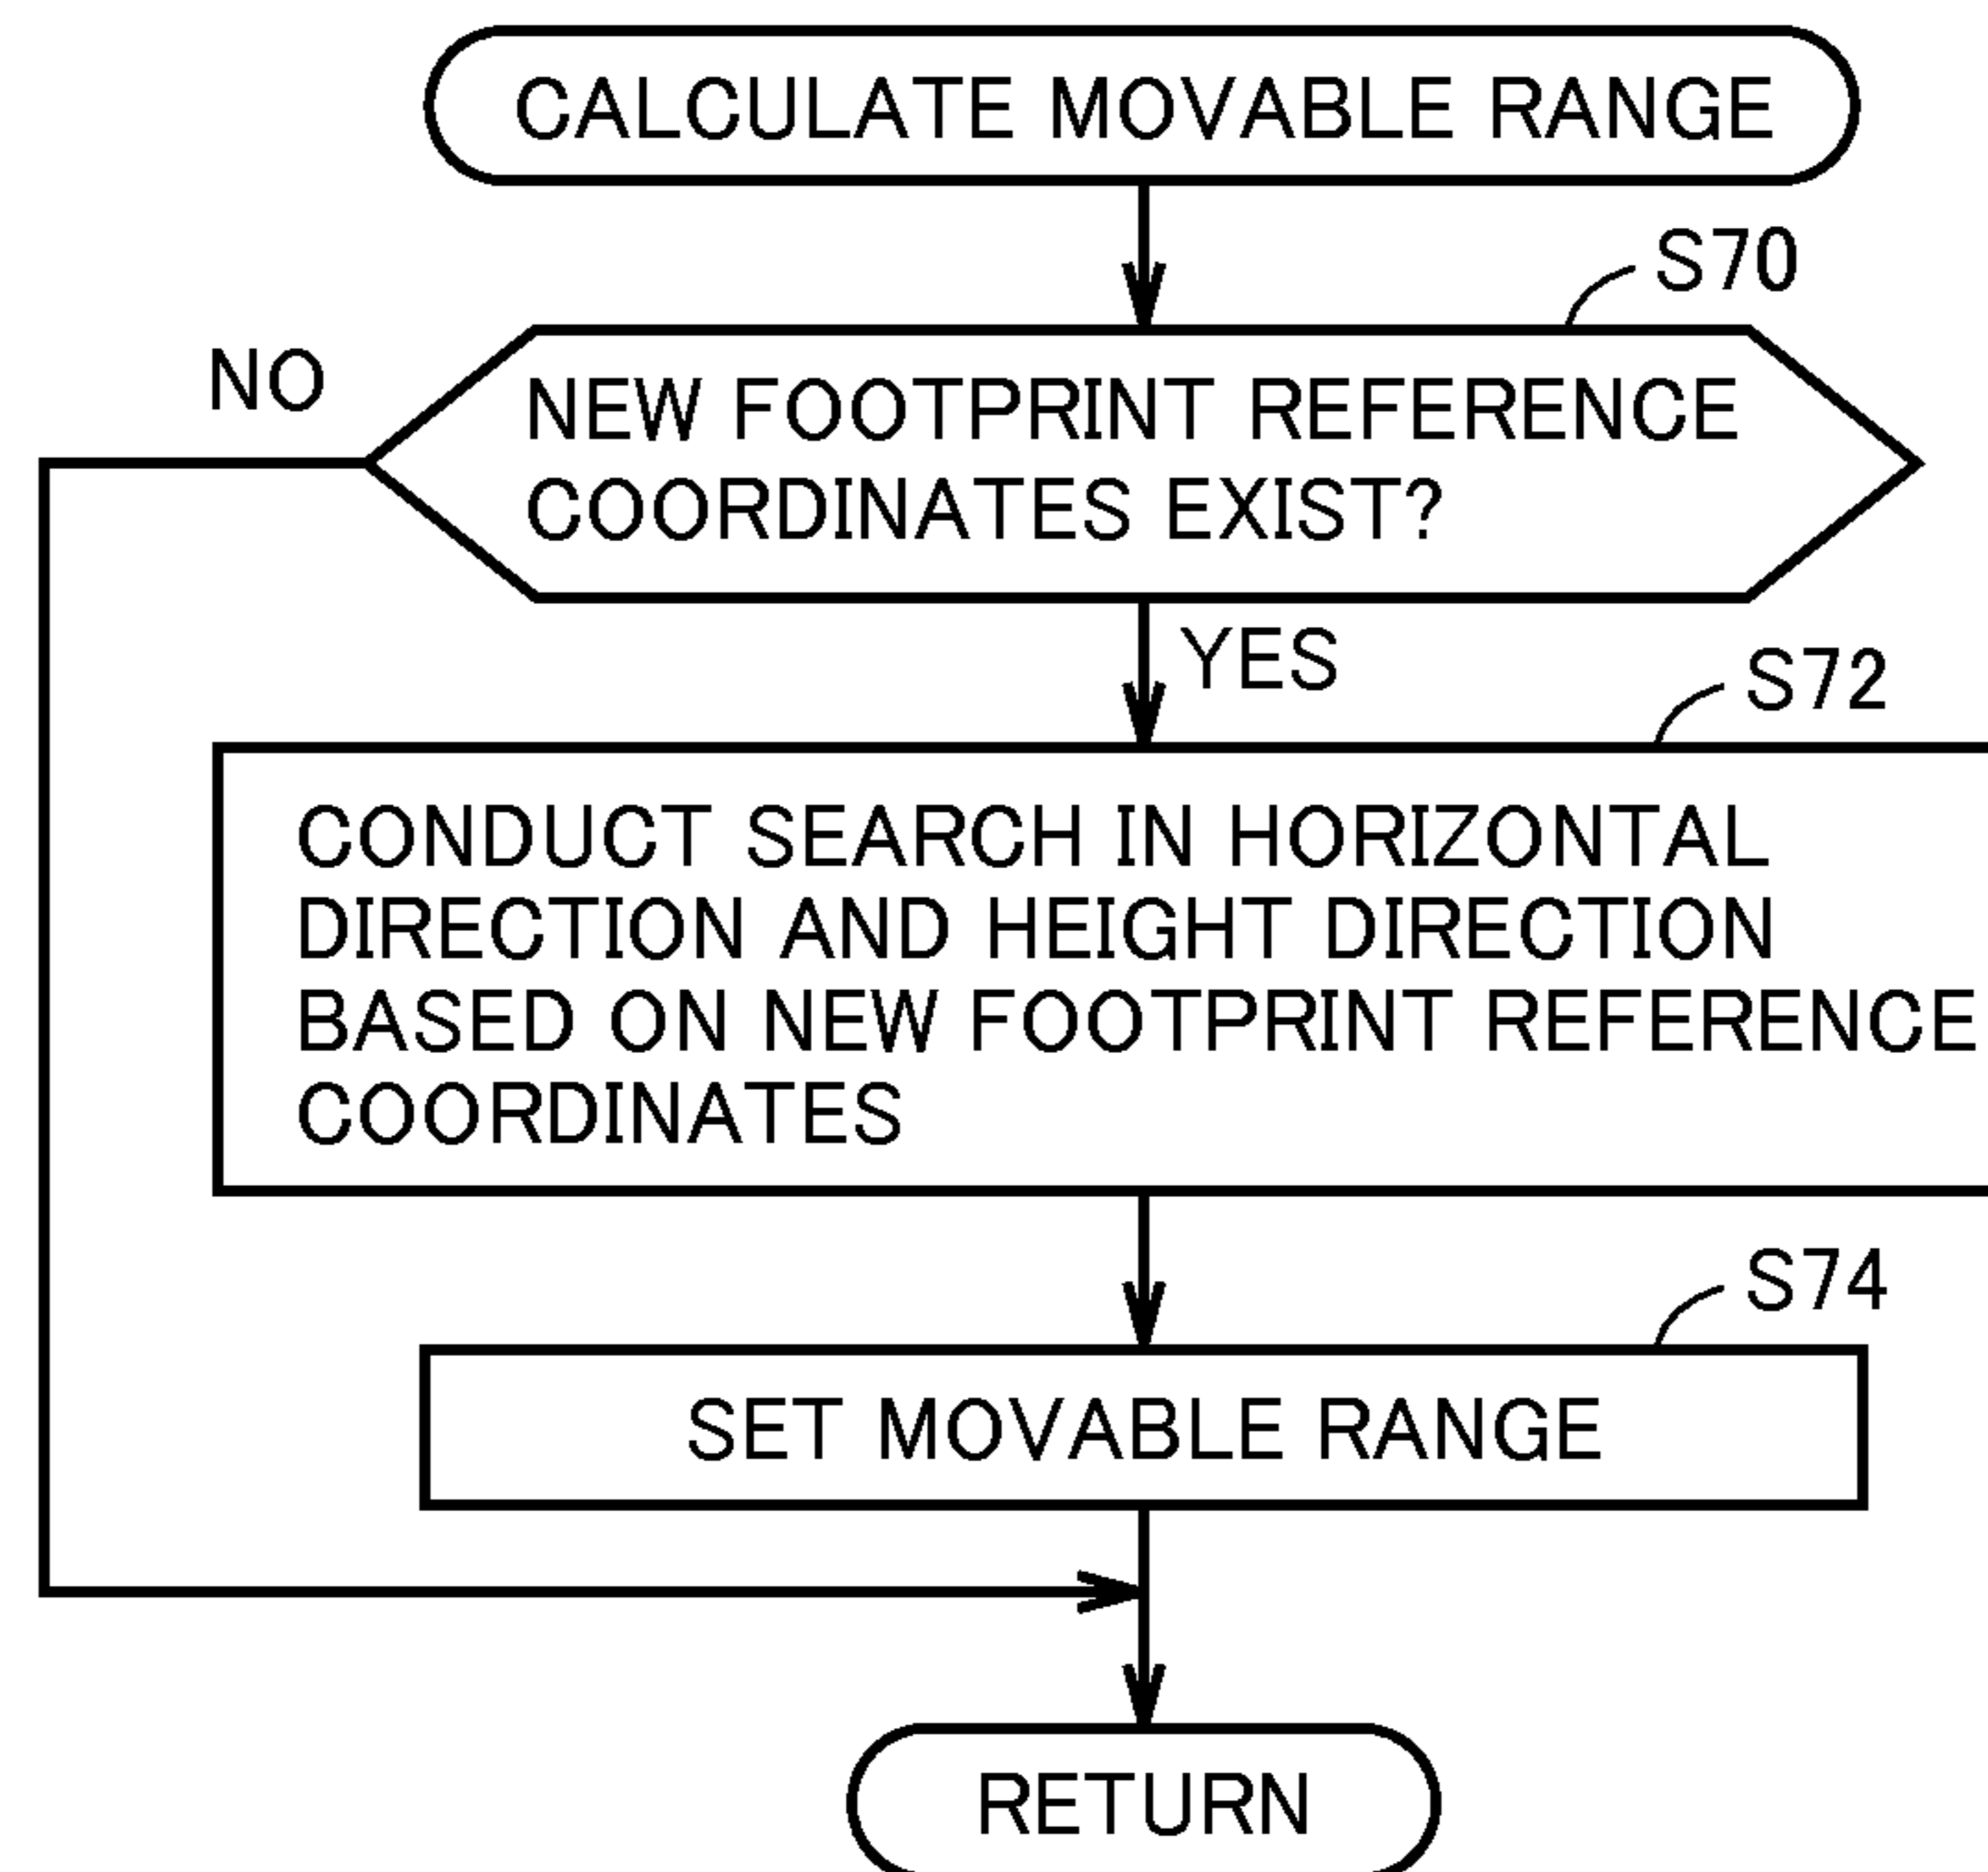 CALCULATE MOVABLE RANGE
S70
NO
NEW FOOTPRINT REFERENCE
COORDINATES EXIST?
YES
S72
CONDUCT SEARCH IN HORIZONTAL
DIRECTION AND HEIGHT DIRECTION
BASED ON NEW FOOTPRINT REFERENCE
COORDINATES
S74
SET MOVABLE RANGE
RETURN